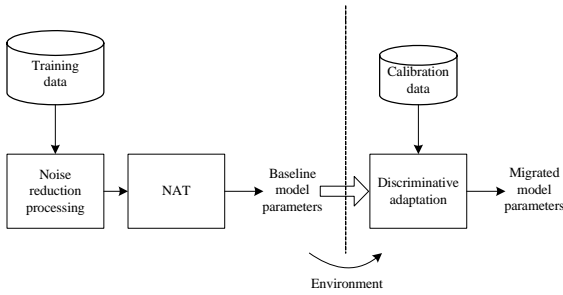 Training
data
Calibration
data
Noise
reduction
processing
NAT
Baseline
model
parameters
Discriminative
adaptation
Migrated
model
parameters
Environment